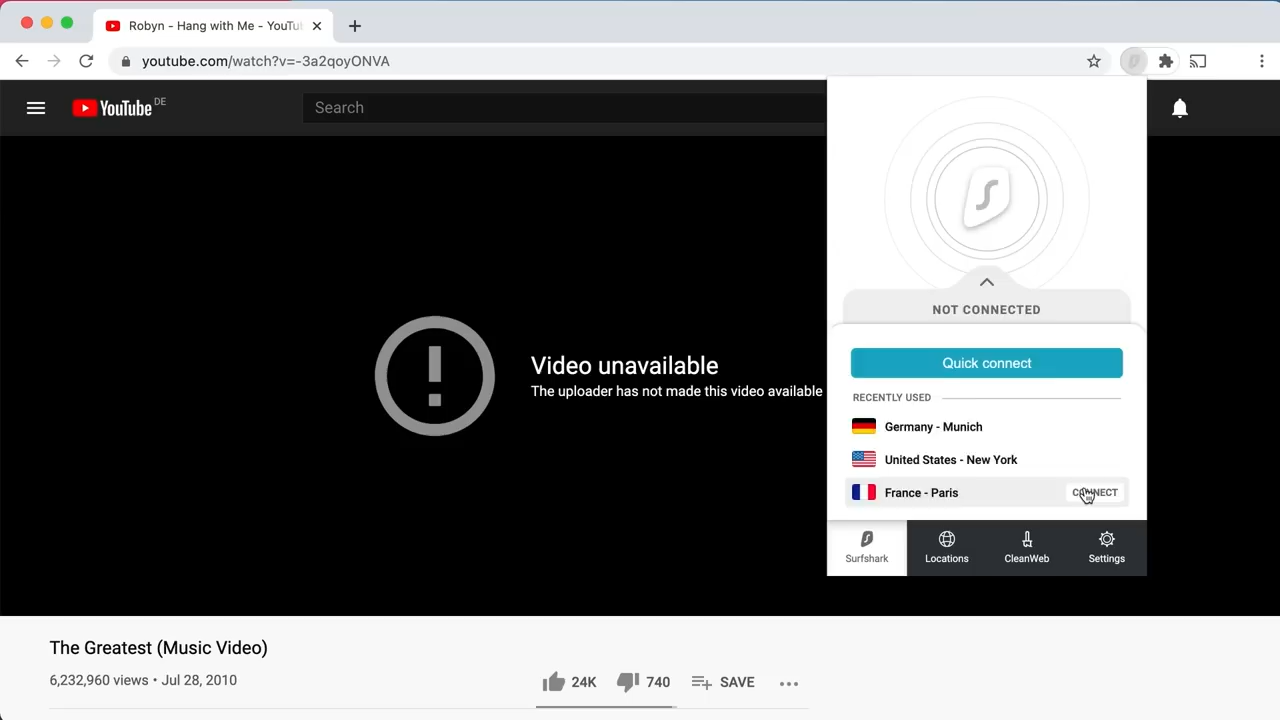 Robyn - Hang with Me - YouTu
youtube.com/watch?v=-3a2qoyONVA
YouTube DE
Search
NOT CONNECTED
Video unavailable
The uploader has not made this video available
Quick connect
RECENTLY USED
Germany - Munich
United States - New York
France - Paris
CONNECT
Surfshark
Locations
CleanWeb
Settings
The Greatest (Music Video)
6,232,960 views • Jul 28, 2010
24K
740
SAVE